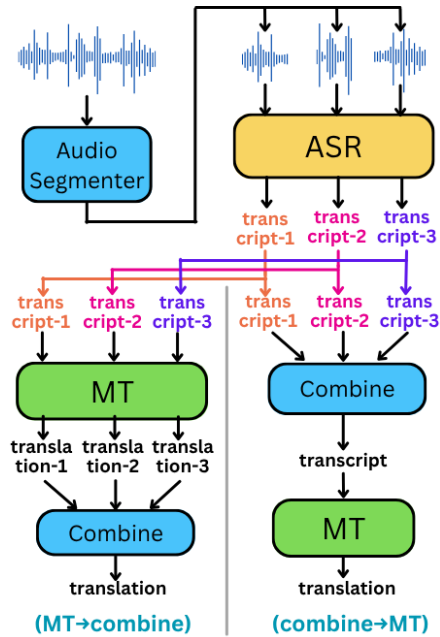 Audio
Segmenter
ASR
trans
cript-1
trans
cript-2
trans
cript-3
trans
cript-1
trans
cript-2
trans
cript-3
MT
transla
tion-1
transla
tion-2
transla
tion-3
Combine
translation
(MT→combine)
trans
cript-1
trans
cript-2
trans
cript-3
Combine
transcript
MT
translation
(combine→MT)